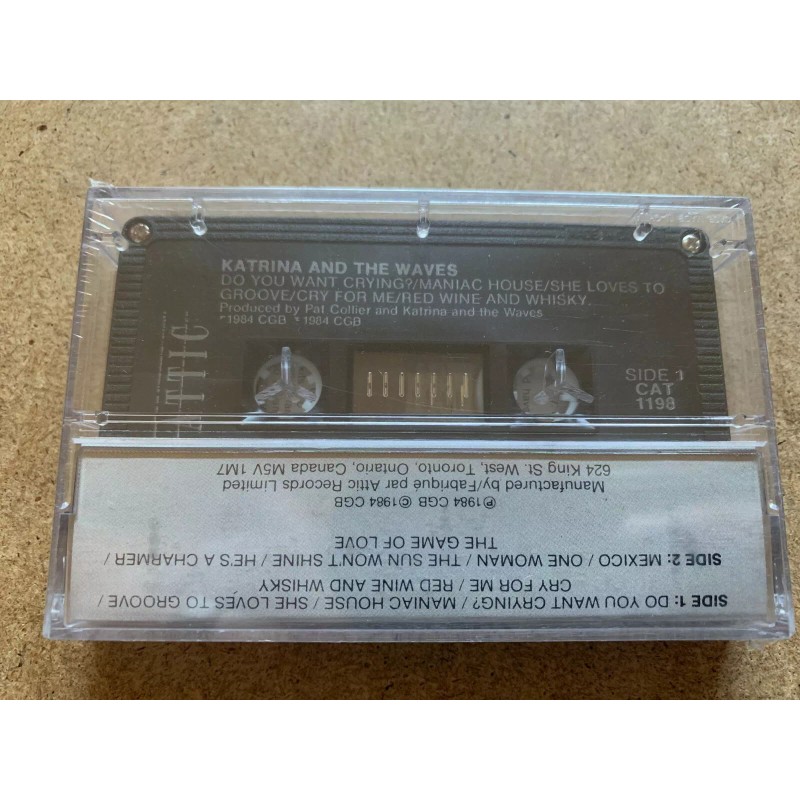 KATRINA AND THE WAVES
DO YOU WANT CRYING?/MANIAC HOUSE/SHE LOVES TO
GROOVE/CRY FOR ME/RED WINE AND WHISKY.
Produced by Pat Collier and Katrina and the Waves
℗1984 CGB ©1984 CGB
ATTIC
SIDE 1
CAT
1198
SIDE 1: DO YOU WANT CRYING? / MANIAC HOUSE / SHE LOVES TO GROOVE /
CRY FOR ME / RED WINE AND WHISKY
SIDE 2: MEXICO / ONE WOMAN / THE SUN WON'T SHINE / HE'S A CHARMER /
THE GAME OF LOVE
℗1984 CGB ©1984 CGB
Manufactured by/Fabriqué par Attic Records Limited
624 King St. West, Toronto, Ontario, Canada M5V 1M7